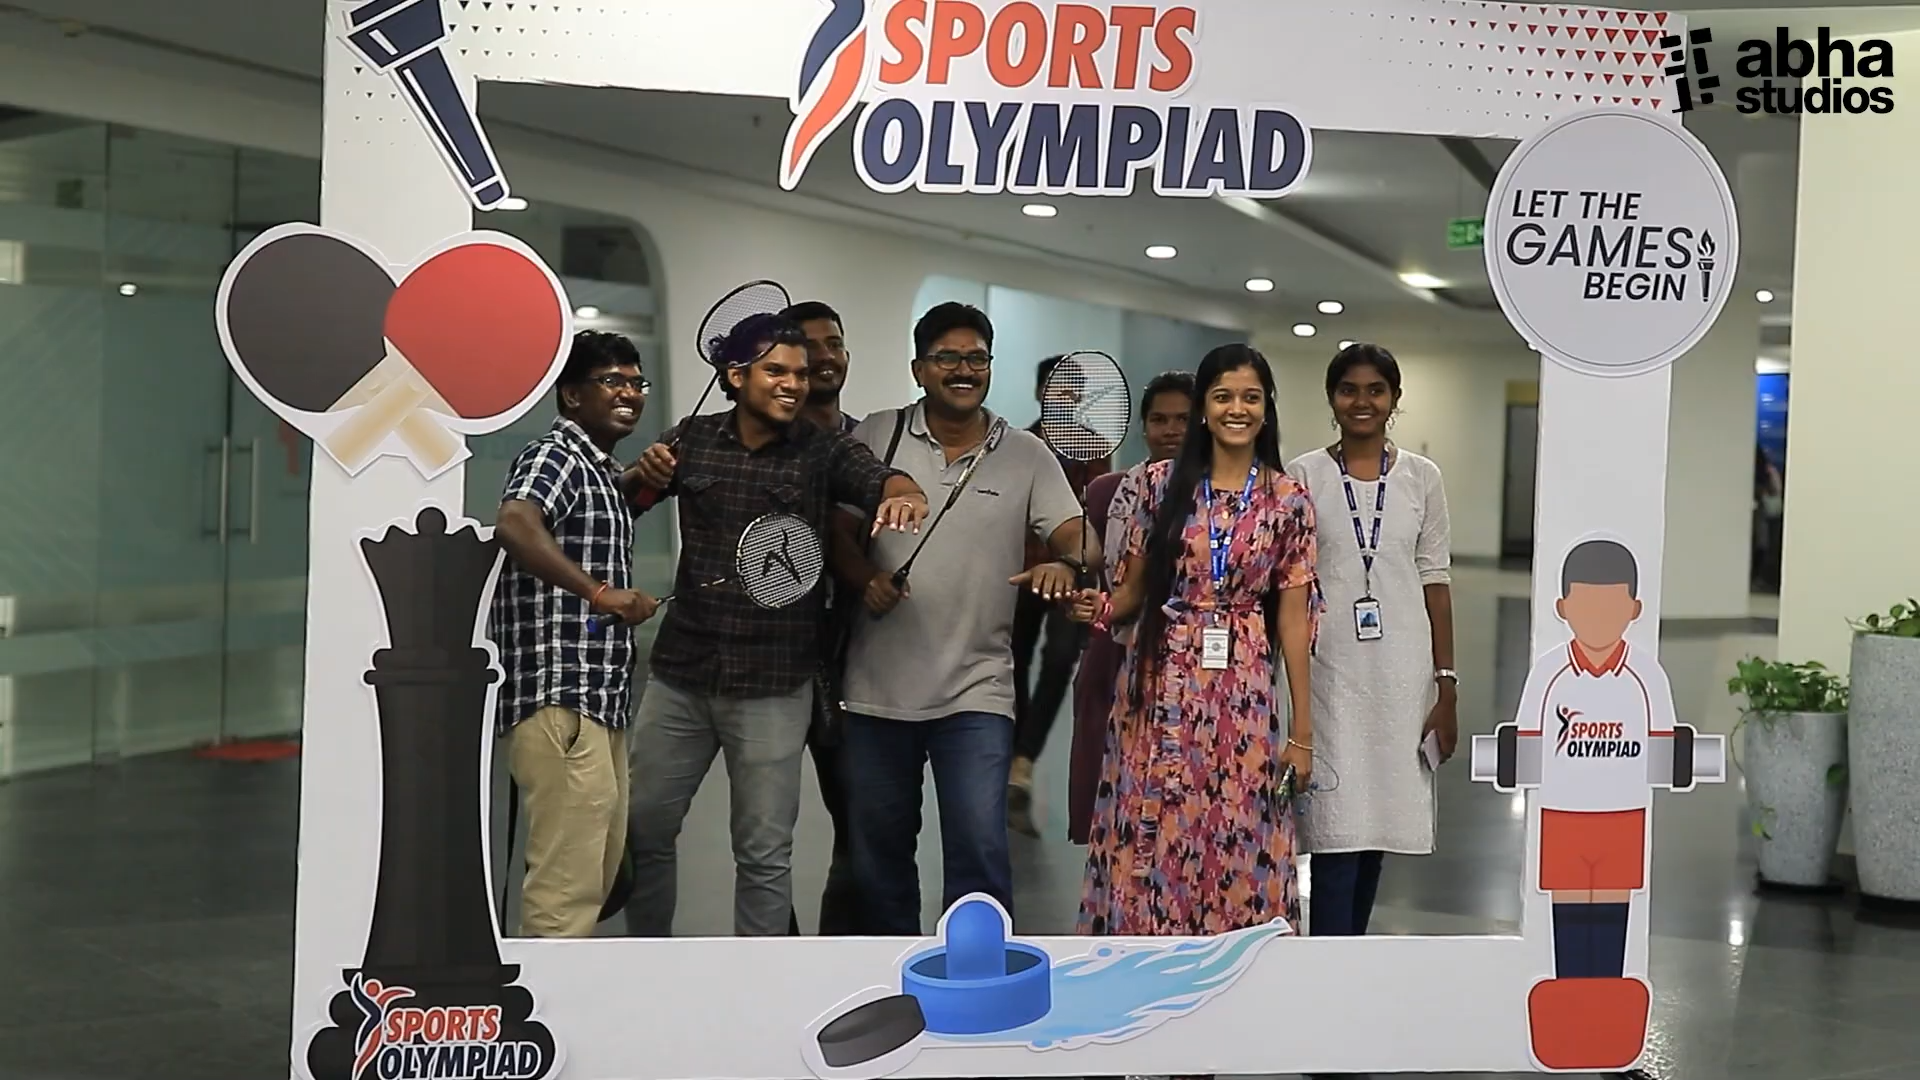 SPORTS
OLYMPIAD
abha
studios
LET THE
GAMES
BEGIN
SPORTS
OLYMPIAD
SPORTS
OLYMPIAD